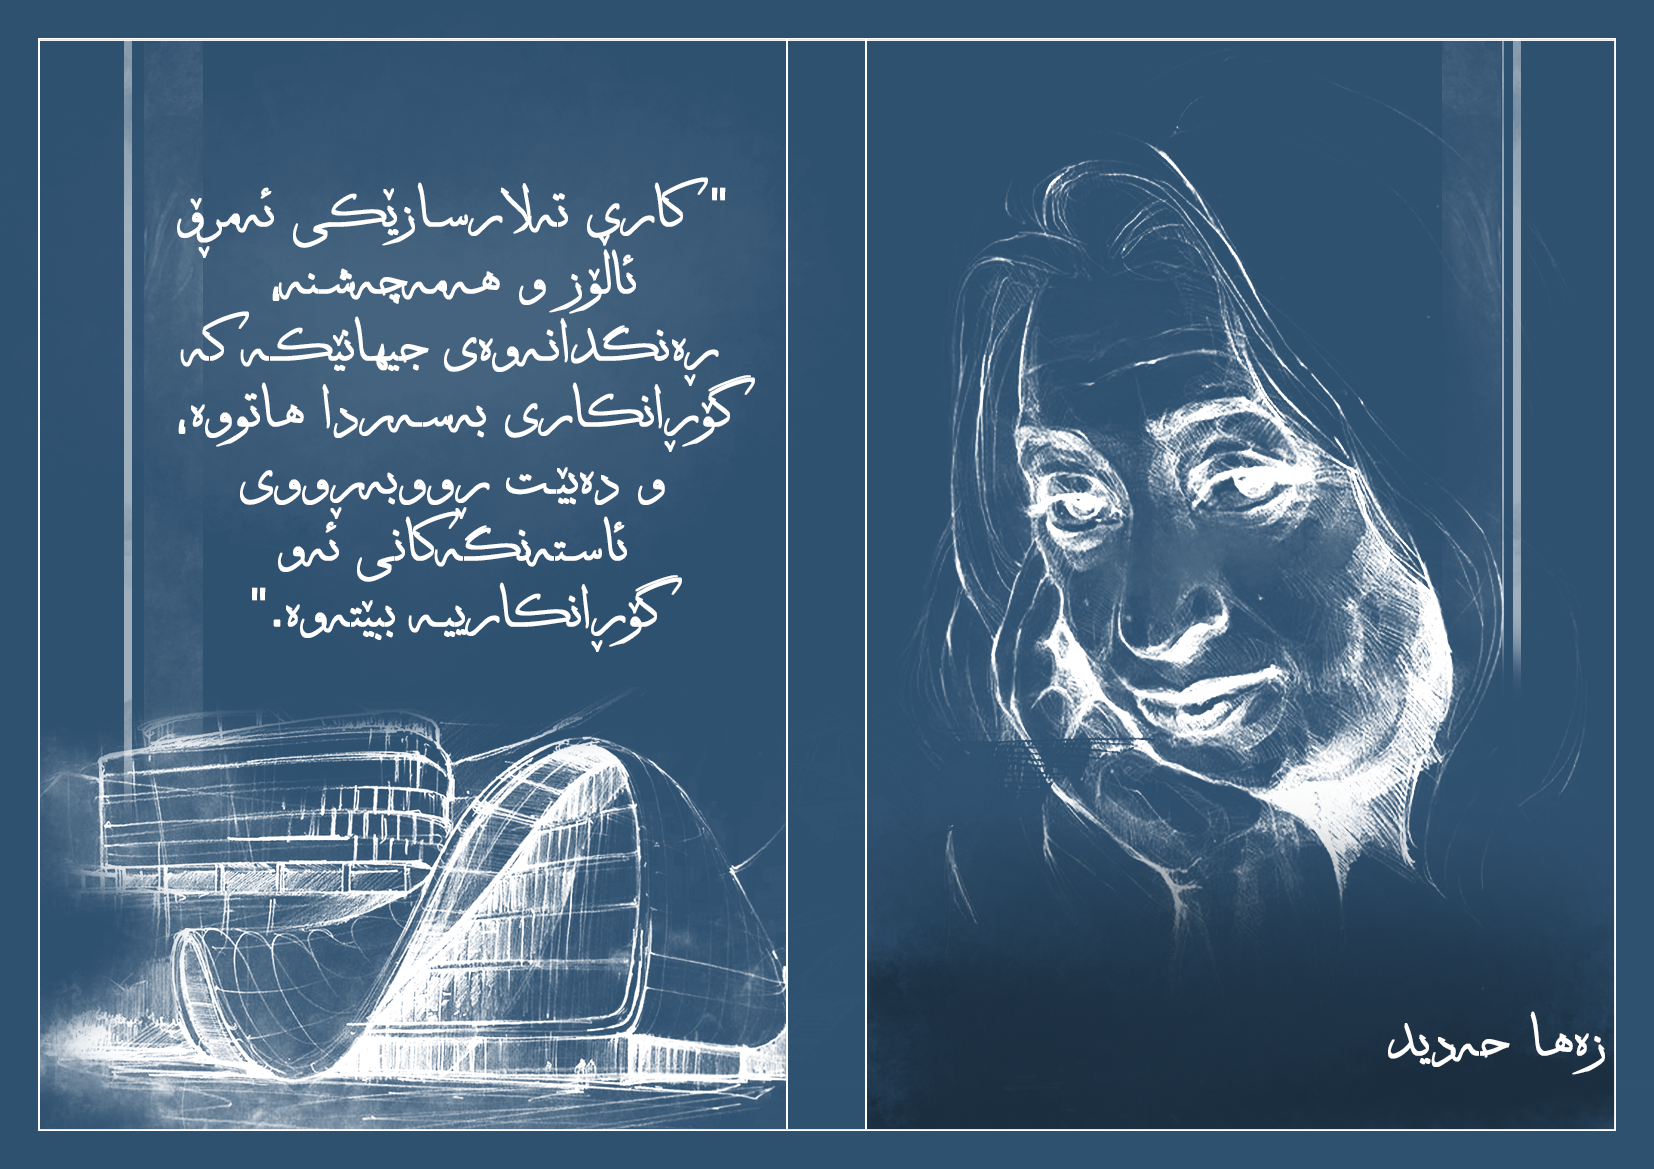 "کاری تەلارسازێکی ئەمڕۆ
ئاڵۆز و هەمەچەشنە،
ڕەنگدانەوەی جیهانێکە کە
گۆڕانکاری بەسەردا هاتووە،
و دەبێت ڕووبەڕووی
ئاستەنگەکانی ئەو
گۆڕانکارییە ببێتەوە."
زەها حەدید